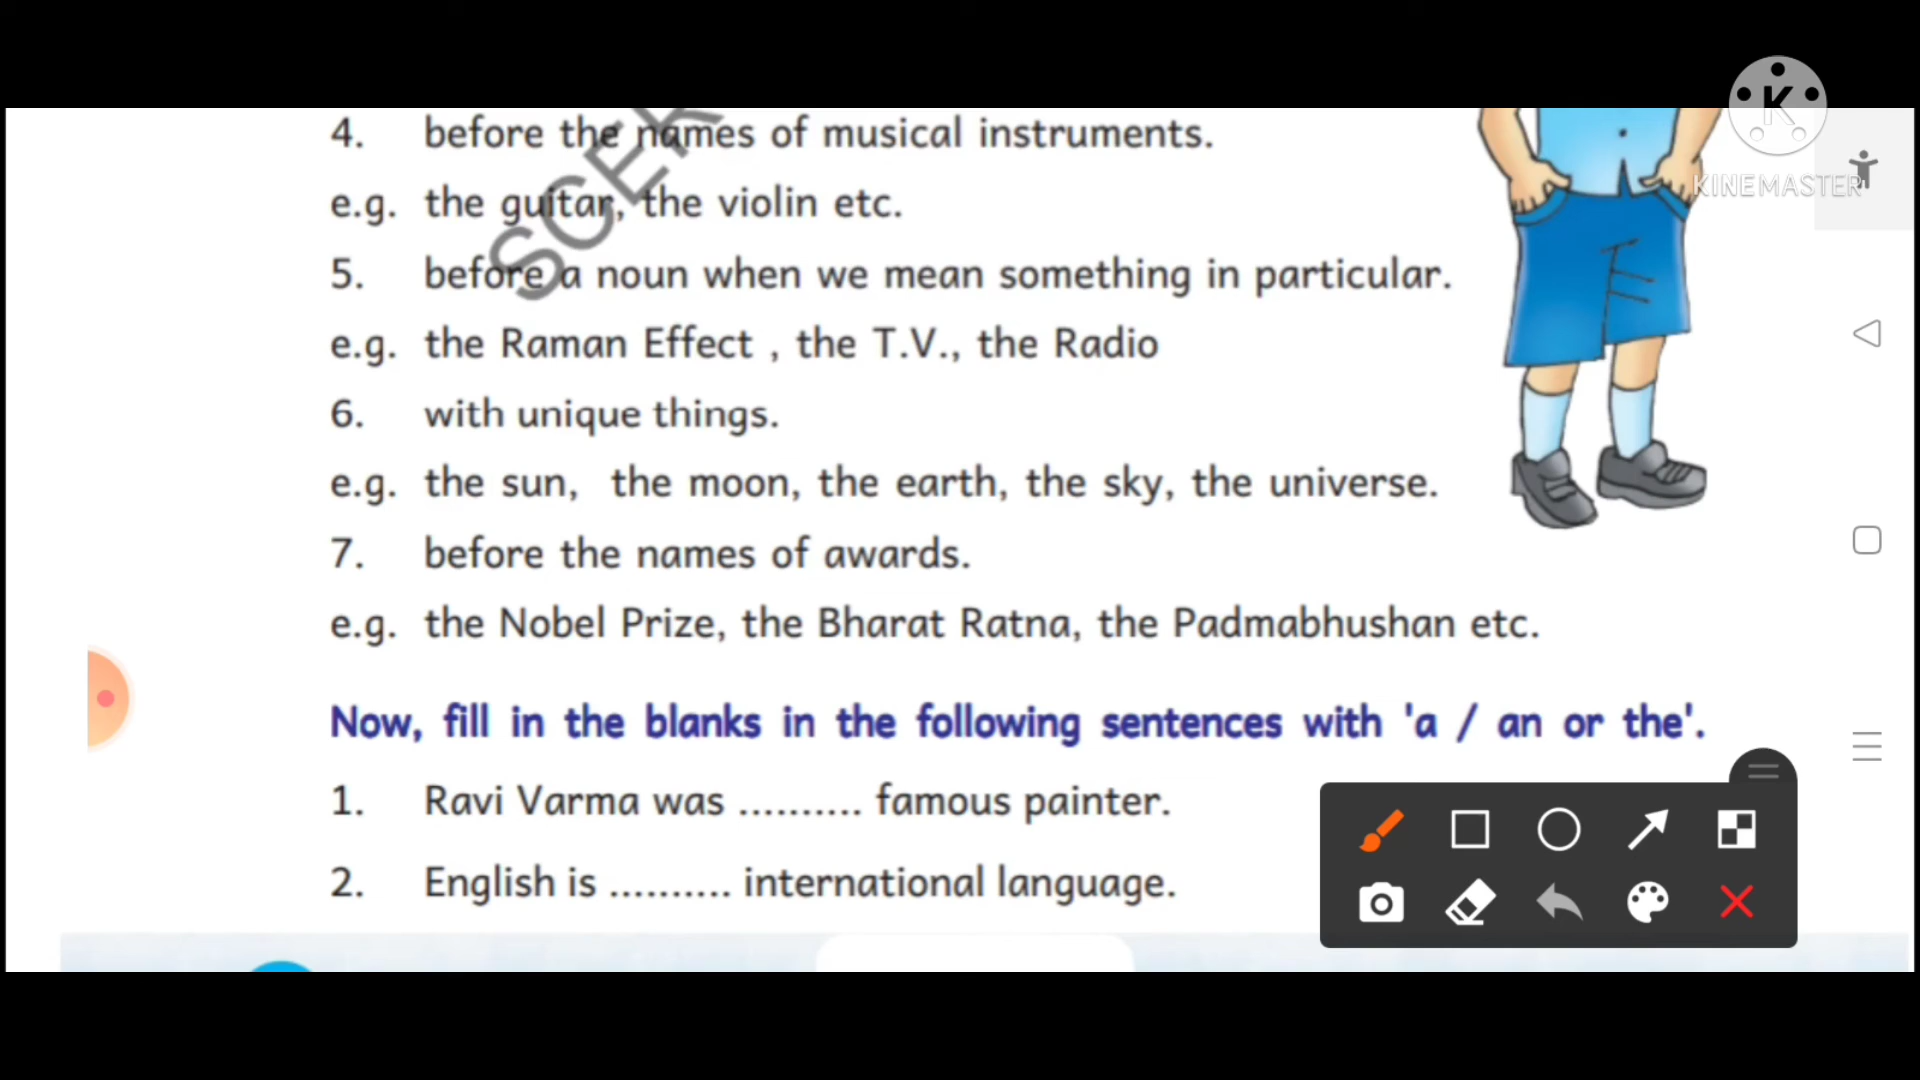 4. before the names of musical instruments.
e.g. the guitar, the violin etc.
5. before a noun when we mean something in particular.
e.g. the Raman Effect , the T.V., the Radio
6. with unique things.
e.g. the sun, the moon, the earth, the sky, the universe.
7. before the names of awards.
e.g. the Nobel Prize, the Bharat Ratna, the Padmabhushan etc.
Now, fill in the blanks in the following sentences with 'a / an or the'.
1. Ravi Varma was .......... famous painter.
2. English is .......... international language.
SCER
K
KINEMASTER